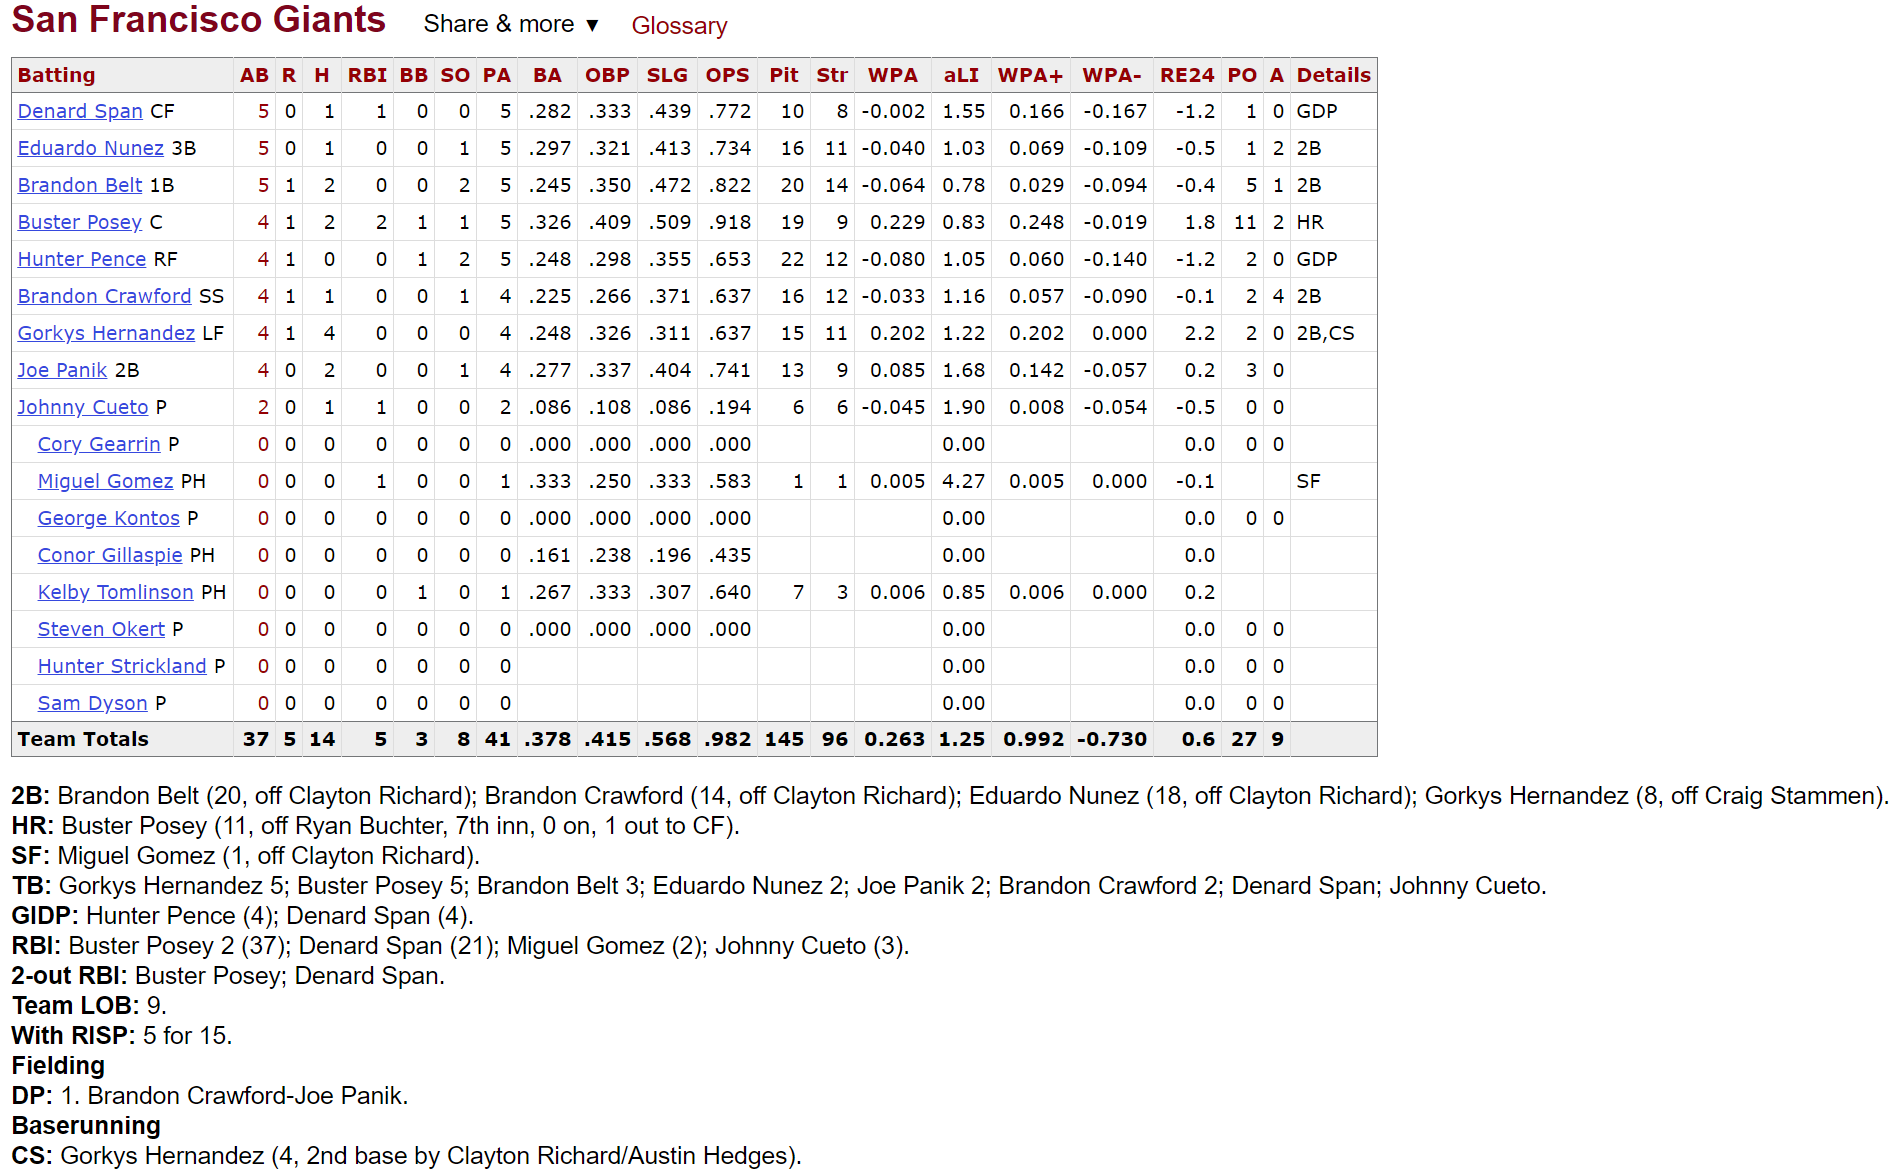 San Francisco Giants Share & more ▼ Glossary
Batting AB R H RBI BB SO PA BA OBP SLG OPS Pit Str WPA aLI WPA+ WPA- RE24 PO A Details
Denard Span CF 5 0 1 1 0 0 5 .282 .333 .439 .772 10 8 -0.002 1.55 0.166 -0.167 -1.2 1 0 GDP
Eduardo Nunez 3B 5 0 1 0 0 1 5 .297 .321 .413 .734 16 11 -0.040 1.03 0.069 -0.109 -0.5 1 2 2B
Brandon Belt 1B 5 1 2 0 0 2 5 .245 .350 .472 .822 20 14 -0.064 0.78 0.029 -0.094 -0.4 5 1 2B
Buster Posey C 4 1 2 2 1 1 5 .326 .409 .509 .918 19 9 0.229 0.83 0.248 -0.019 1.8 11 2 HR
Hunter Pence RF 4 1 0 0 1 2 5 .248 .298 .355 .653 22 12 -0.080 1.05 0.060 -0.140 -1.2 2 0 GDP
Brandon Crawford SS 4 1 1 0 0 1 4 .225 .266 .371 .637 16 12 -0.033 1.16 0.057 -0.090 -0.1 2 4 2B
Gorkys Hernandez LF 4 1 4 0 0 0 4 .248 .326 .311 .637 15 11 0.202 1.22 0.202 0.000 2.2 2 0 2B,CS
Joe Panik 2B 4 0 2 0 0 1 4 .277 .337 .404 .741 13 9 0.085 1.68 0.142 -0.057 0.2 3 0
Johnny Cueto P 2 0 1 1 0 0 2 .086 .108 .086 .194 6 6 -0.045 1.90 0.008 -0.054 -0.5 0 0
Cory Gearrin P 0 0 0 0 0 0 0 .000 .000 .000 .000 0.00 0.0 0 0
Miguel Gomez PH 0 0 0 1 0 0 1 .333 .250 .333 .583 1 1 0.005 4.27 0.005 0.000 -0.1 SF
George Kontos P 0 0 0 0 0 0 0 .000 .000 .000 .000 0.00 0.0 0 0
Conor Gillaspie PH 0 0 0 0 0 0 0 .161 .238 .196 .435 0.00 0.0
Kelby Tomlinson PH 0 0 0 0 1 0 1 .267 .333 .307 .640 7 3 0.006 0.85 0.006 0.000 0.2
Steven Okert P 0 0 0 0 0 0 0 .000 .000 .000 .000 0.00 0.0 0 0
Hunter Strickland P 0 0 0 0 0 0 0 0.00 0.0 0 0
Sam Dyson P 0 0 0 0 0 0 0 0.00 0.0 0 0
Team Totals 37 5 14 5 3 8 41 .378 .415 .568 .982 145 96 0.263 1.25 0.992 -0.730 0.6 27 9
2B: Brandon Belt (20, off Clayton Richard); Brandon Crawford (14, off Clayton Richard); Eduardo Nunez (18, off Clayton Richard); Gorkys Hernandez (8, off Craig Stammen).
HR: Buster Posey (11, off Ryan Buchter, 7th inn, 0 on, 1 out to CF).
SF: Miguel Gomez (1, off Clayton Richard).
TB: Gorkys Hernandez 5; Buster Posey 5; Brandon Belt 3; Eduardo Nunez 2; Joe Panik 2; Brandon Crawford 2; Denard Span; Johnny Cueto.
GIDP: Hunter Pence (4); Denard Span (4).
RBI: Buster Posey 2 (37); Denard Span (21); Miguel Gomez (2); Johnny Cueto (3).
2-out RBI: Buster Posey; Denard Span.
Team LOB: 9.
With RISP: 5 for 15.
Fielding
DP: 1. Brandon Crawford-Joe Panik.
Baserunning
CS: Gorkys Hernandez (4, 2nd base by Clayton Richard/Austin Hedges).